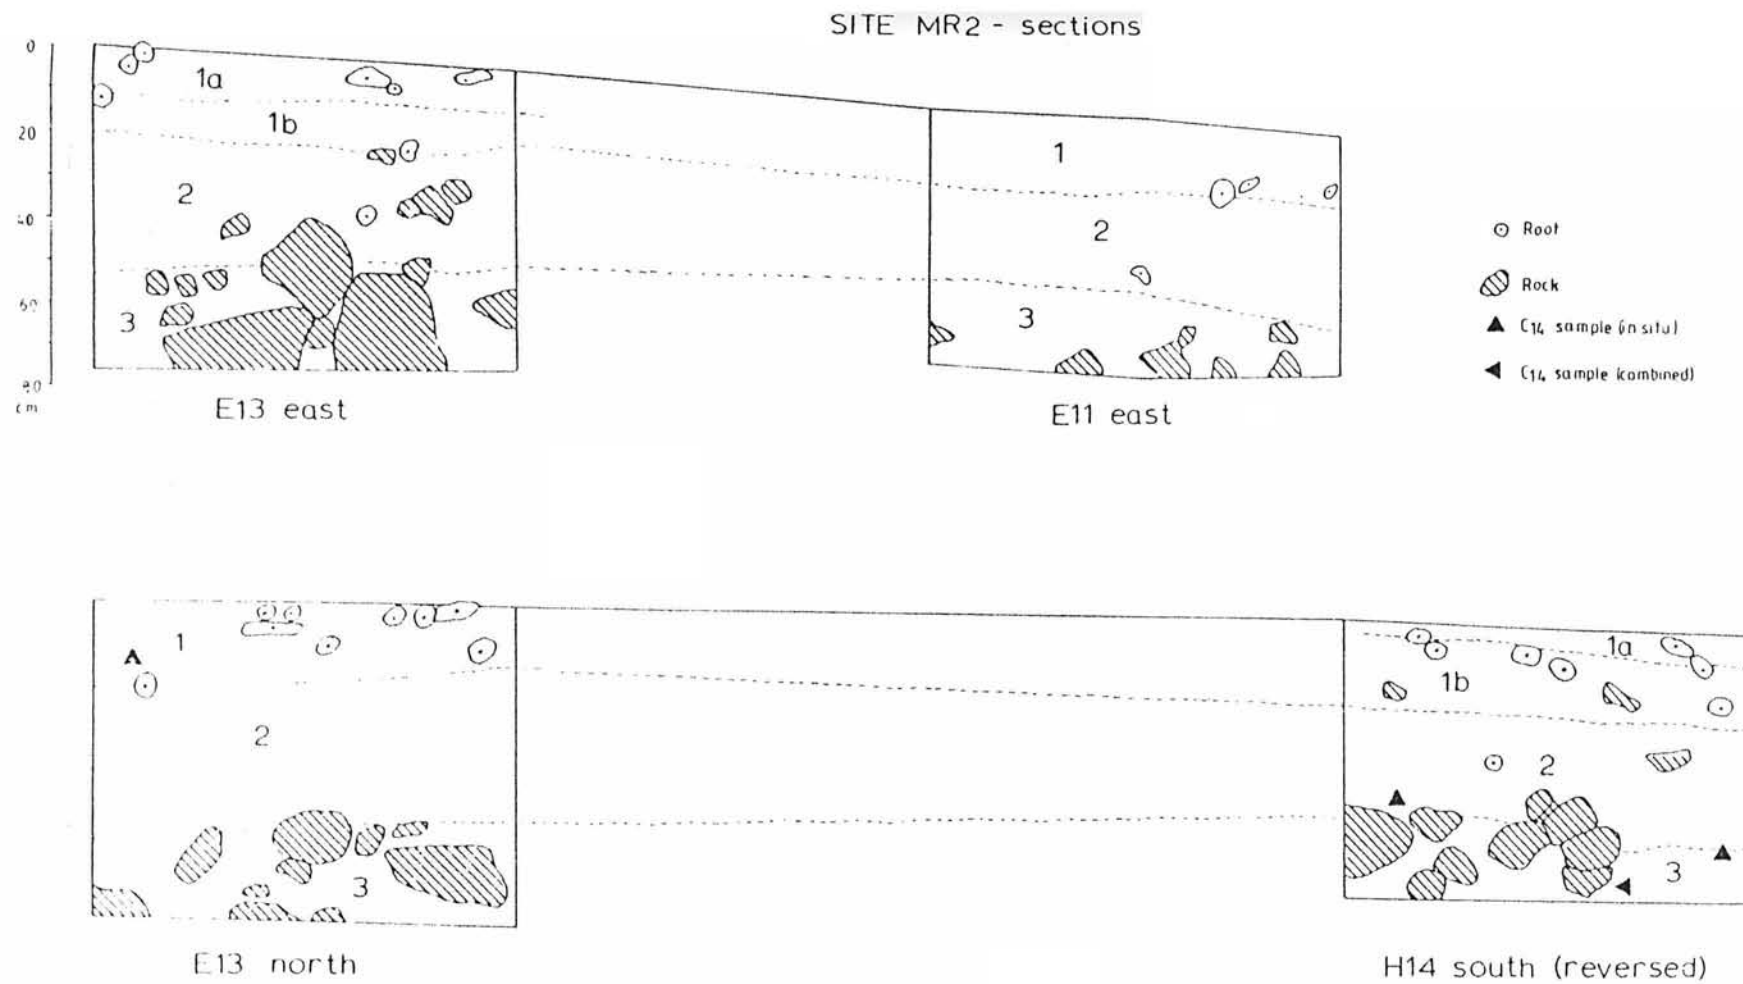 SITE MR2 - sections
0
20
40
60
80
cm
1a
1b
2
3
E13 east
1
2
3
E11 east
Root
Rock
C14 sample (in situ)
C14 sample (combined)
1
2
3
E13 north
1a
1b
2
3
H14 south (reversed)